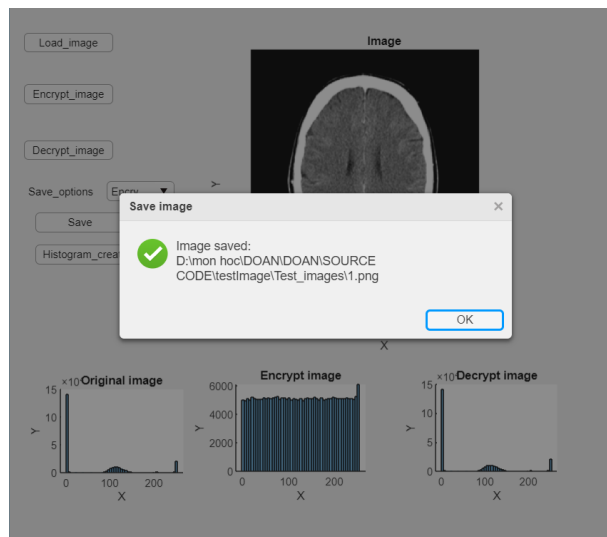 Load_image
Image
Encrypt_image
Decrypt_image
Save_options
Y
Save image
Save
Image saved:
D:\mon hoc\DOAN\DOAN\SOURCE
CODE\testImage\Test_images\1.png
OK
X
Original image
15
10
5
0
Y
0 100 200
X
Encrypt image
6000
4000
2000
0
Y
0 100 200
X
Decrypt image
15
10
5
0
Y
0 100 200
X